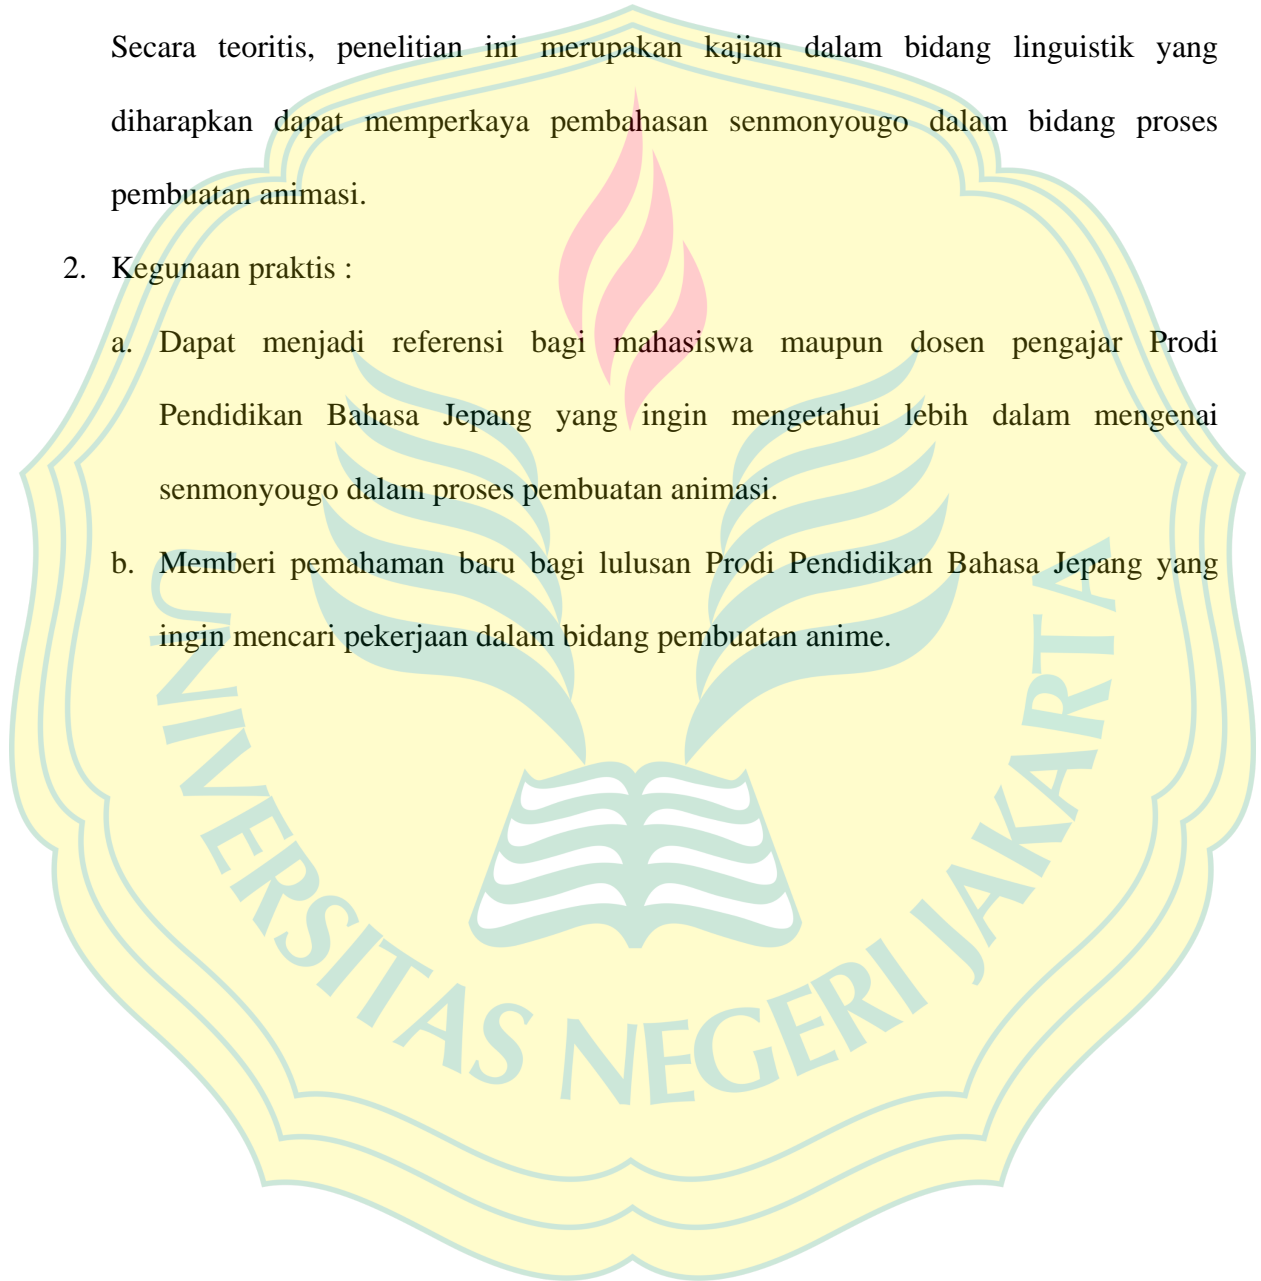 Secara teoritis, penelitian ini merupakan kajian dalam bidang linguistik yang
diharapkan dapat memperkaya pembahasan senmonyougo dalam bidang proses
pembuatan animasi.
2. Kegunaan praktis :
a. Dapat menjadi referensi bagi mahasiswa maupun dosen pengajar Prodi
Pendidikan Bahasa Jepang yang ingin mengetahui lebih dalam mengenai
senmonyougo dalam proses pembuatan animasi.
b. Memberi pemahaman baru bagi lulusan Prodi Pendidikan Bahasa Jepang yang
ingin mencari pekerjaan dalam bidang pembuatan anime.
UNIVERSITAS NEGERI JAKARTA